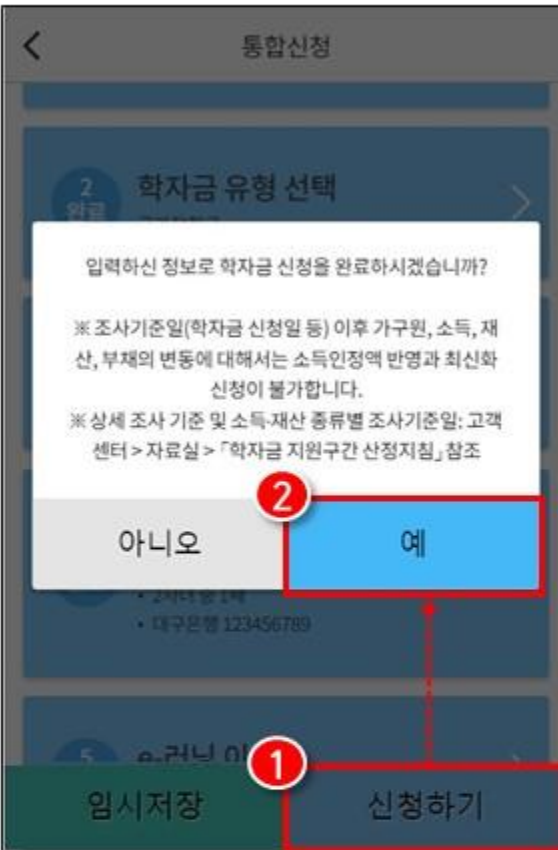 통합신청
2
완료
학자금 유형 선택
입력하신 정보로 학자금 신청을 완료하시겠습니까?
※ 조사기준일(학자금 신청일 등) 이후 가구원, 소득, 재
산, 부채의 변동에 대해서는 소득인정액 반영과 최신화
신청이 불가합니다.
※ 상세 조사 기준 및 소득·재산 종류별 조사기준일: 고객
센터 > 자료실 > 「학자금 지원구간 산정지침」 참조
2
아니오
예
• 대구은행 123456789
5
e-러닝
1
임시저장
신청하기